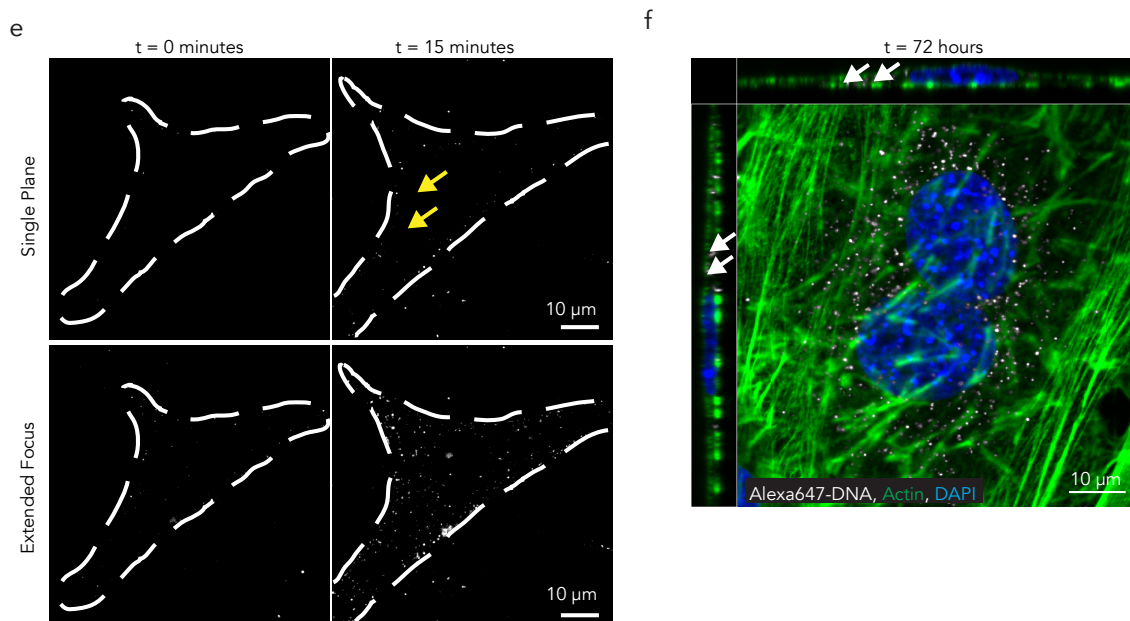 e
t = 0 minutes
t = 15 minutes
Single Plane
10 µm
Extended Focus
10 µm
f
t = 72 hours
Alexa647-DNA, Actin, DAPI
10 µm